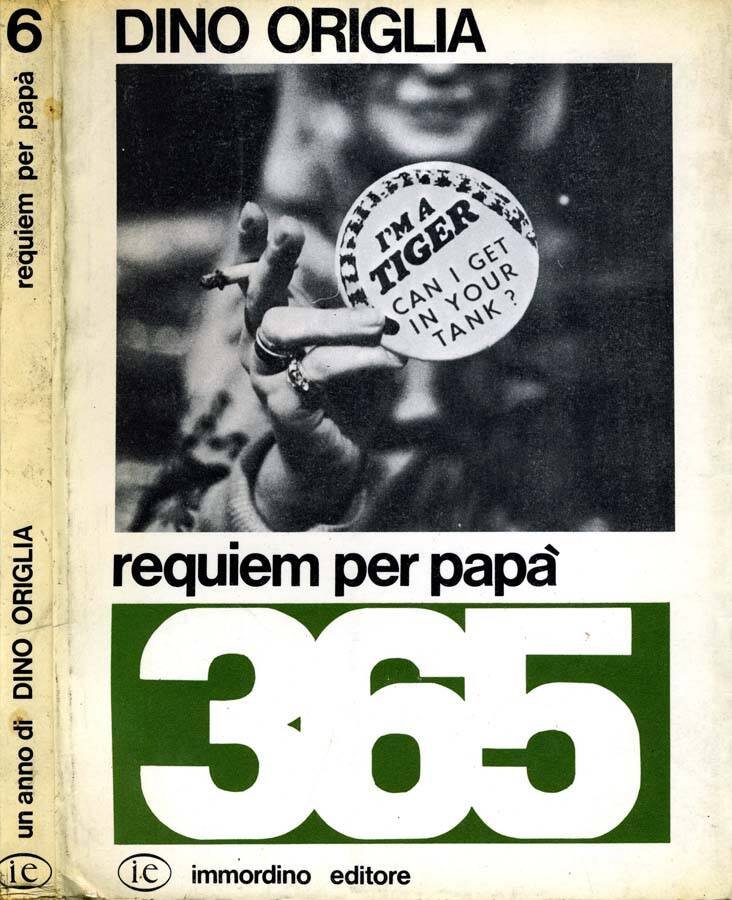 6
requiem per papà
un anno di DINO ORIGLIA
ie
DINO ORIGLIA
I'M A
TIGER
CAN I GET
IN YOUR
TANK?
requiem per papà
365
i.e immordino editore